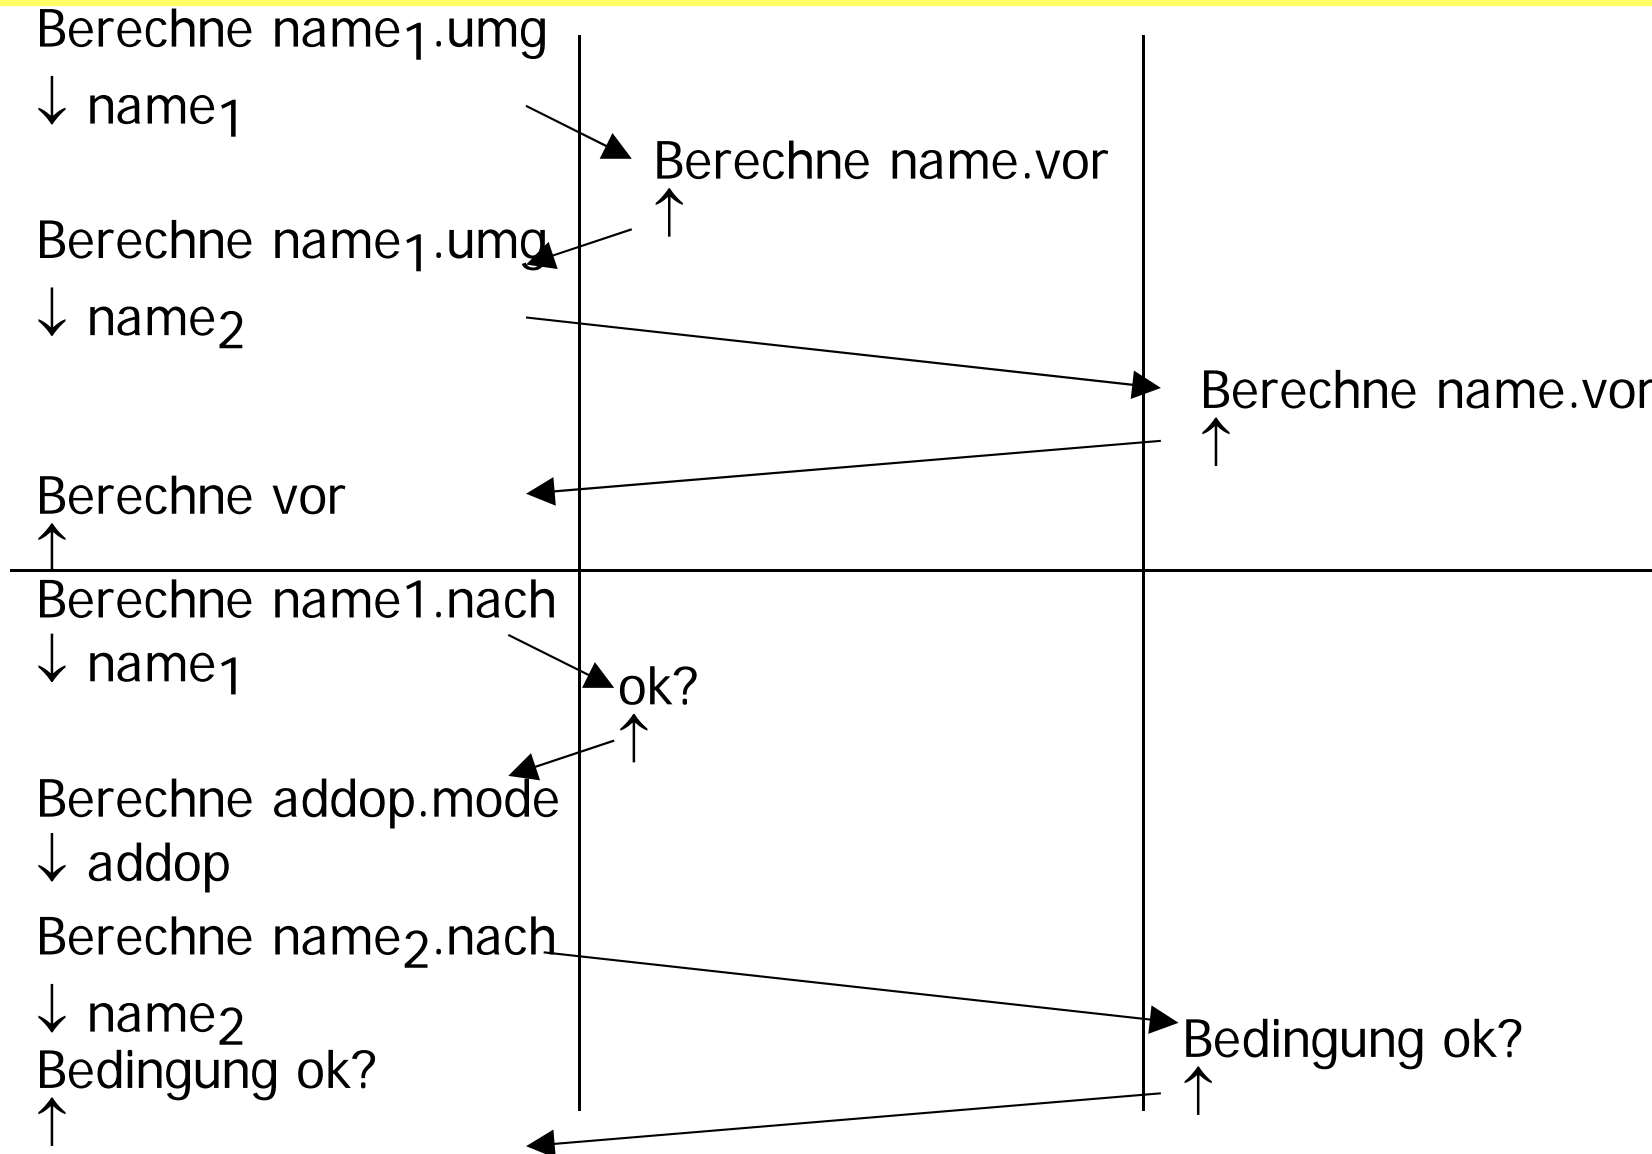 Berechne name₁.umg
↓ name₁
Berechne name.vor
↑
Berechne name₁.umg
↓ name₂
Berechne name.vor
↑
Berechne vor
↑
Berechne name1.nach
↓ name₁
ok?
↑
Berechne addop.mode
↓ addop
Berechne name₂.nach
↓ name₂
Bedingung ok?
↑
Bedingung ok?
↑